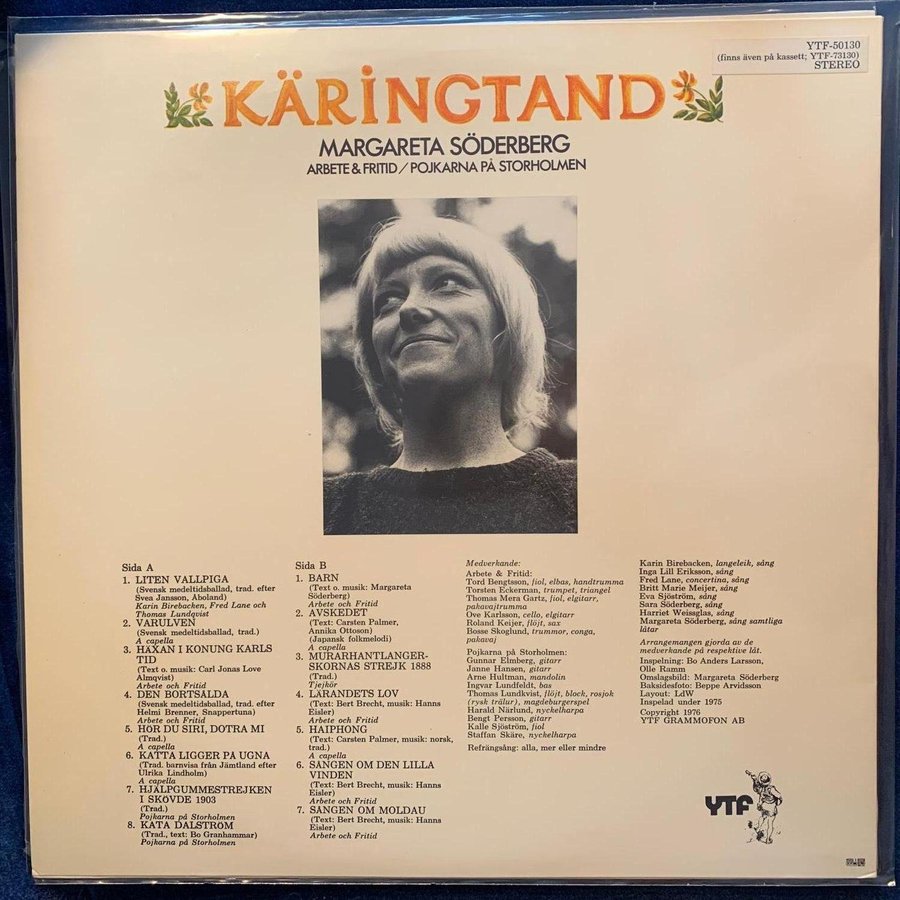 YTF-50130
(finns även på kassett; YTF-73130)
STEREO
KÄRINGTAND
MARGARETA SÖDERBERG
ARBETE & FRITID / POJKARNA PÅ STORHOLMEN
Sida A
1. LITEN VALLPIGA
(Svensk medeltidsballad, trad. efter
Svea Jansson, Åboland)
Karin Birebacken, Fred Lane och
Thomas Lundqvist
2. VARULVEN
(Svensk medeltidsballad, trad.)
A capella
3. HÄXAN I KONUNG KARLS
TID
(Text o. musik: Carl Jonas Love
Almqvist)
Arbete och Fritid
4. DEN BORTSÅLDA
(Svensk medeltidsballad, trad. efter
Helmi Brenner, Snappertuna)
Arbete och Fritid
5. HÖR DU SIRI, DOTRA MI
(Trad.)
A capella
6. KATTA LIGGER PÅ UGNA
(Trad. barnvisa från Jämtland efter
Ulrika Lindholm)
A capella
7. HJÄLPGUMMESTREJKEN
I SKÖVDE 1903
(Trad.)
Pojkarna på Storholmen
8. KATA DALSTRÖM
(Trad., text: Bo Granhammar)
Pojkarna på Storholmen
Sida B
1. BARN
(Text o. musik: Margareta
Söderberg)
Arbete och Fritid
2. AVSKEDET
(Text: Carsten Palmer,
Annika Ottoson)
(Japansk folkmelodi)
A capella
3. MURARHANTLANGER-
SKORNAS STREJK 1888
(Trad.)
Tjejkör
4. LÄRANDETS LOV
(Text: Bert Brecht, musik: Hanns
Eisler)
Arbete och Fritid
5. HAIPHONG
(Text: Carsten Palmer, musik: norsk,
trad.)
A capella
6. SÅNGEN OM DEN LILLA
VINDEN
(Text: Bert Brecht, musik: Hanns
Eisler)
Arbete och Fritid
7. SÅNGEN OM MOLDAU
(Text: Bert Brecht, musik: Hanns
Eisler)
Arbete och Fritid
Medverkande:
Arbete & Fritid:
Tord Bengtsson, fiol, elbas, handtrumma
Torsten Eckerman, trumpet, triangel
Thomas Mera Gartz, fiol, elgitarr,
pakavajtrumma
Ove Karlsson, cello, elgitarr
Roland Keijer, flöjt, sax
Bosse Skoglund, trummor, conga,
pakavaj
Pojkarna på Storholmen:
Gunnar Elmberg, gitarr
Janne Hansen, gitarr
Arne Hultman, mandolin
Ingvar Lundfeldt, bas
Thomas Lundkvist, flöjt, block, rosjok
(rysk trälur), magdeburgerspel
Harald Närlund, nyckelharpa
Bengt Persson, gitarr
Kalle Sjöström, fiol
Staffan Skäre, nyckelharpa
Refrängsång: alla, mer eller mindre
Karin Birebacken, langeleik, sång
Inga Lill Eriksson, sång
Fred Lane, concertina, sång
Britt Marie Meijer, sång
Eva Sjöström, sång
Sara Söderberg, sång
Harriet Weissglas, sång
Margareta Söderberg, sång samtliga
låtar
Arrangemangen gjorda av de
medverkande på respektive låt.
Inspelning: Bo Anders Larsson,
Olle Ramm
Omslagsbild: Margareta Söderberg
Baksidesfoto: Beppe Arvidsson
Layout: LdW
Inspelad under 1975
Copyright 1976
YTF GRAMMOFON AB
YTF